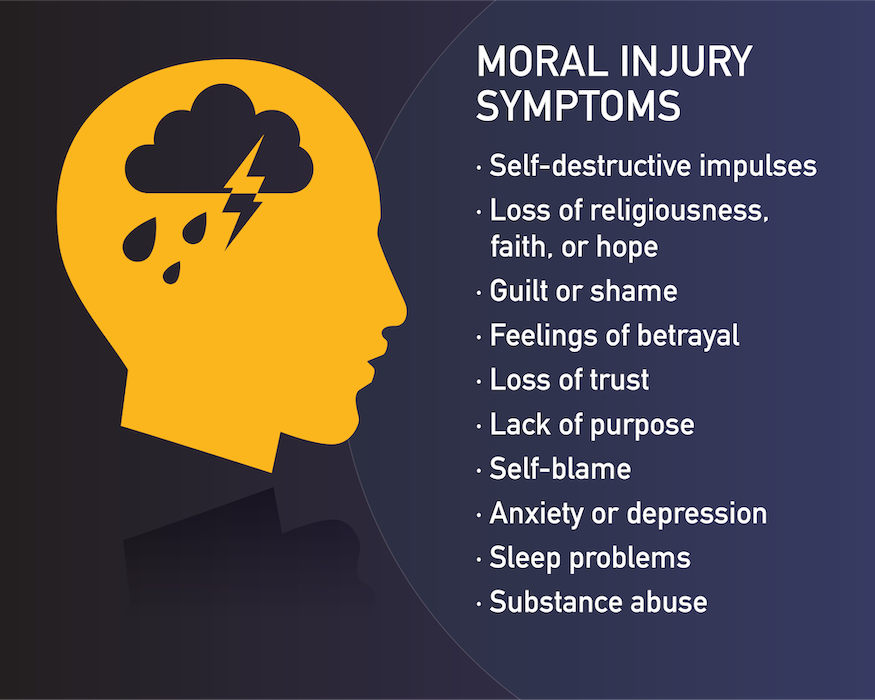 MORAL INJURY
SYMPTOMS
· Self-destructive impulses
· Loss of religiousness,
faith, or hope
· Guilt or shame
· Feelings of betrayal
· Loss of trust
· Lack of purpose
· Self-blame
· Anxiety or depression
· Sleep problems
· Substance abuse